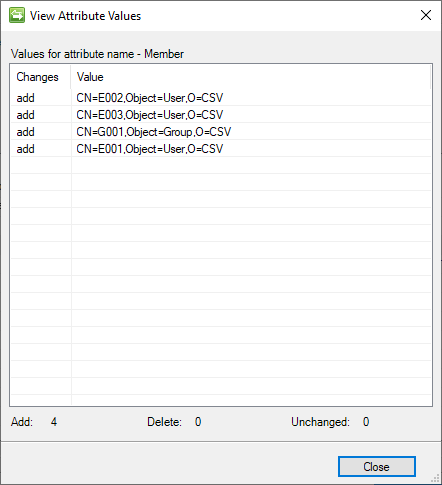 View Attribute Values
Values for attribute name - Member
Changes Value
add CN=E002,Object=User,O=CSV
add CN=E003,Object=User,O=CSV
add CN=G001,Object=Group,O=CSV
add CN=E001,Object=User,O=CSV
Add: 4 Delete: 0 Unchanged: 0
Close